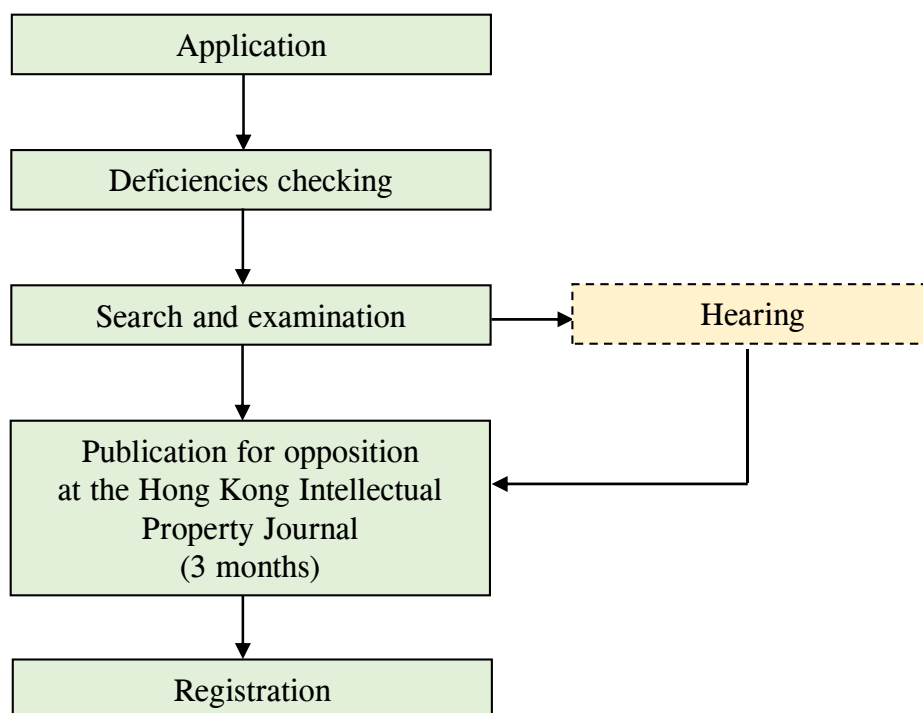 Application
Deficiencies checking
Search and examination
Hearing
Publication for opposition
at the Hong Kong Intellectual
Property Journal
(3 months)
Registration